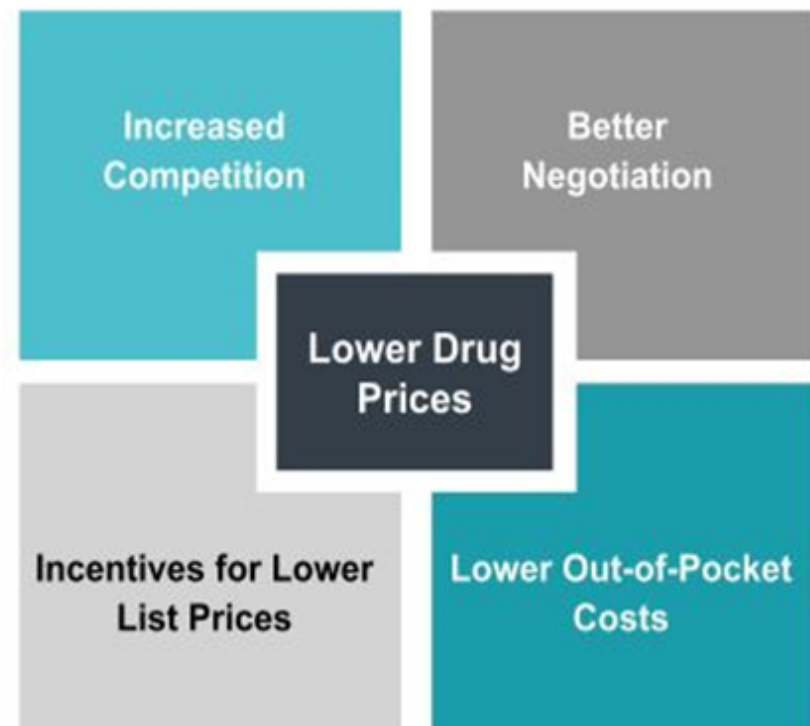 Increased
Competition
Better
Negotiation
Lower Drug
Prices
Incentives for Lower
List Prices
Lower Out-of-Pocket
Costs